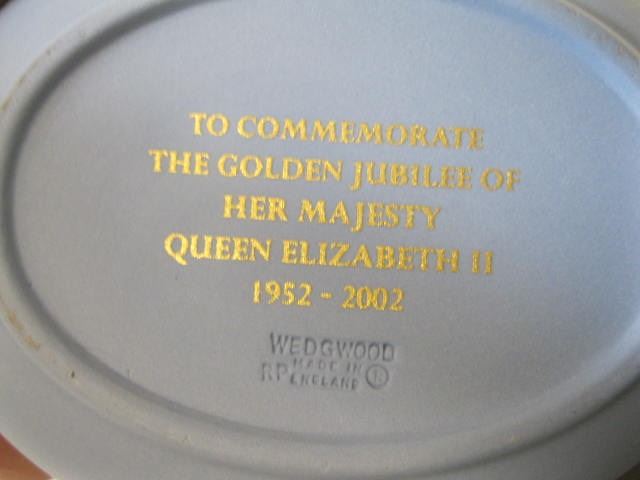 TO COMMEMORATE
THE GOLDEN JUBILEE OF
HER MAJESTY
QUEEN ELIZABETH II
1952 - 2002
WEDGWOOD
MADE IN
RP ENGLAND ®